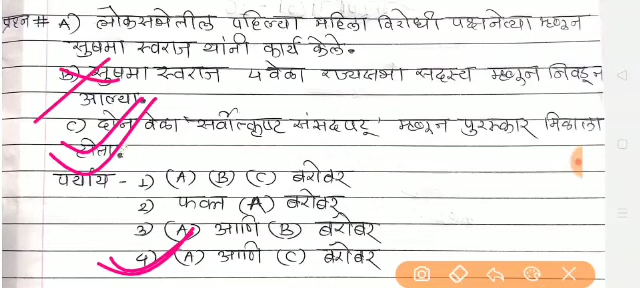 प्रश्न # A) लोकसभेतील पहिल्या महिला विरोधी पक्षनेत्या म्हणून
सुषमा स्वराज यांनी कार्य केले.
B) सुषमा स्वराज 4 वेळा राज्यसभा सदस्य म्हणून निवडून
आल्या.
C) दोन वेळा 'सर्वोत्कृष्ट संसदपटू' म्हणून पुरस्कार मिळाला
होता.
पर्याय - 1) (A) (B) (C) बरोबर
2) फक्त (A) बरोबर
3) (A) आणि (B) बरोबर
4) (A) आणि (C) बरोबर